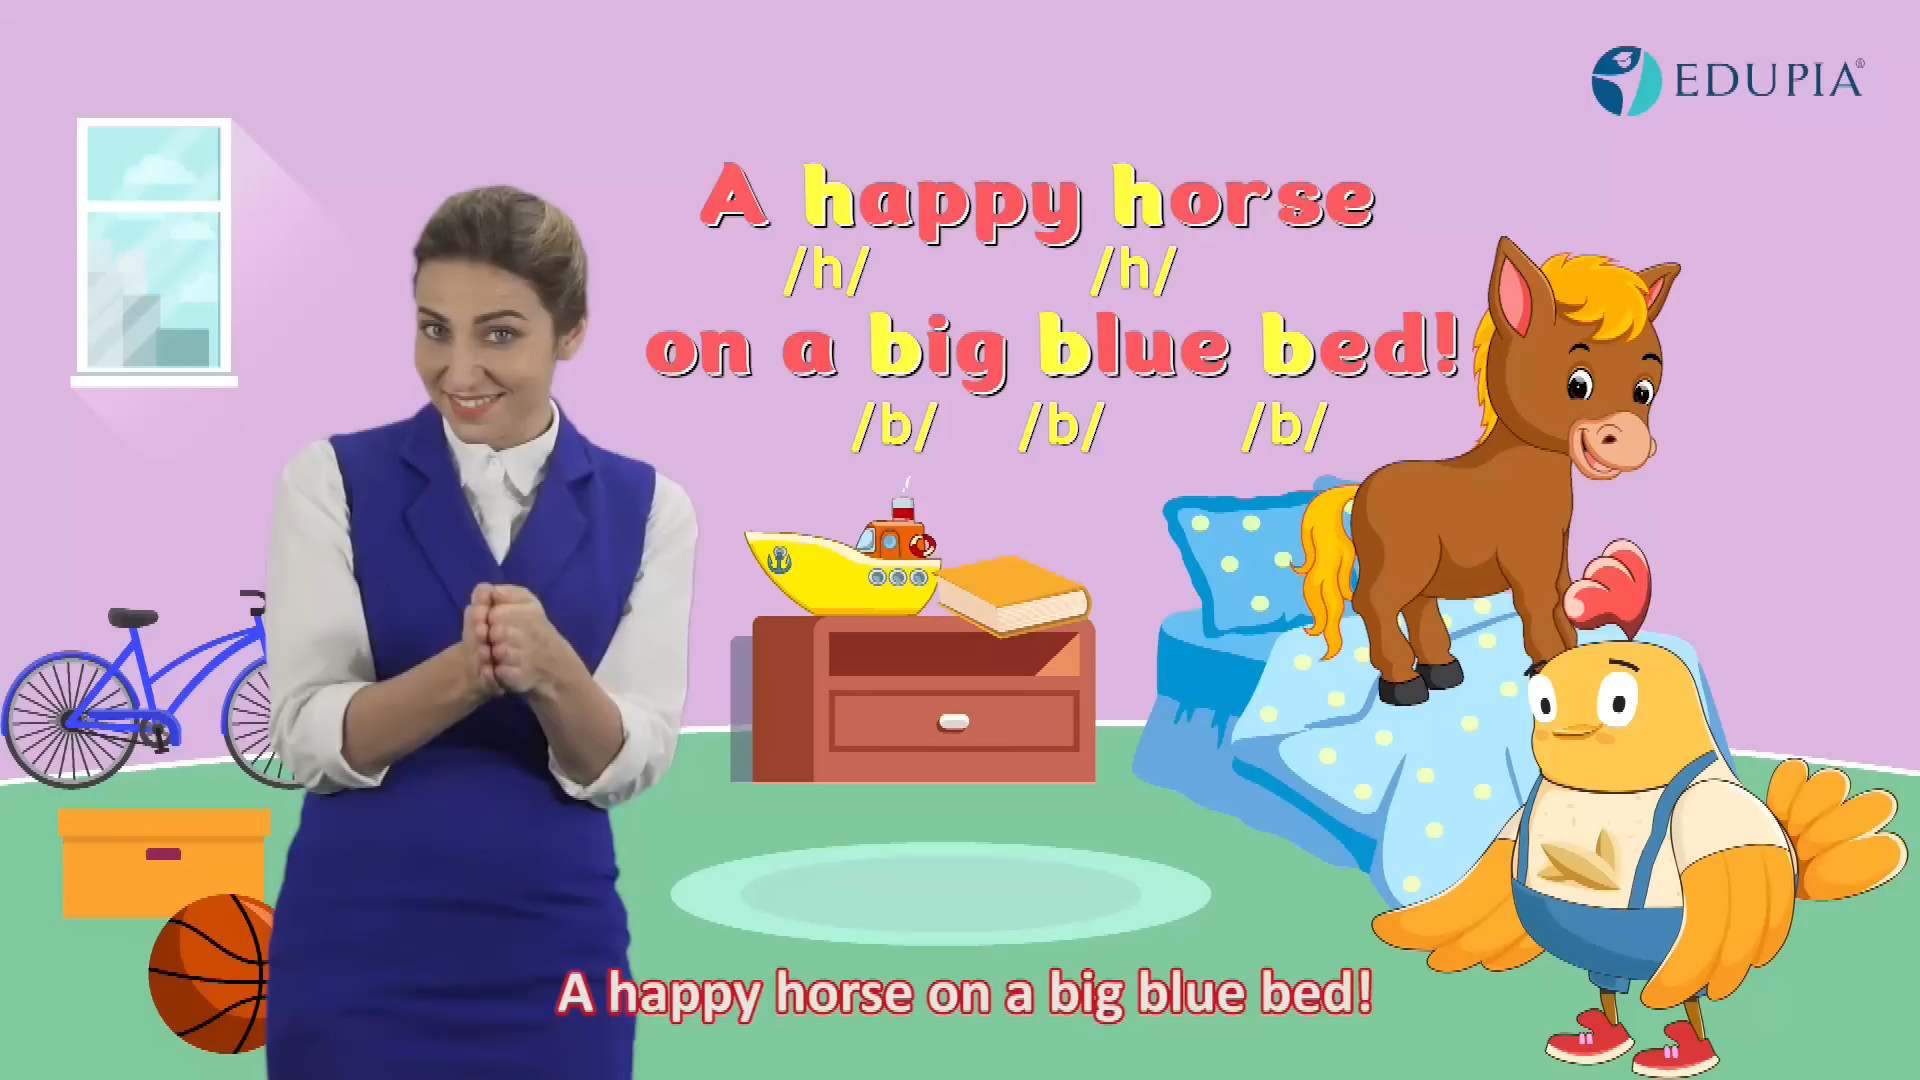 EDUPIA®
A happy horse
/h/ /h/
on a big blue bed!
/b/ /b/ /b/
A happy horse on a big blue bed!